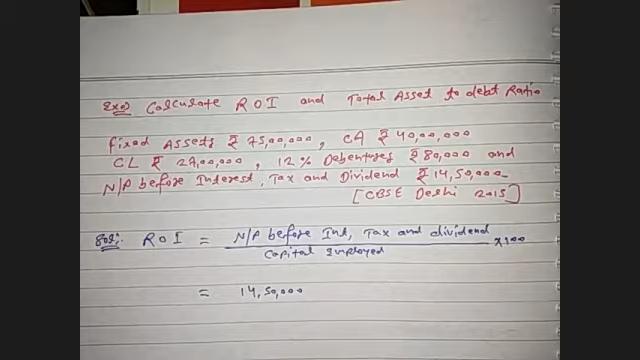 Ex-2 Calculate ROI and Total Asset to debt Ratio
Fixed Assets ₹ 75,00,000, CA ₹ 40,00,000
CL ₹ 27,00,000, 12% Debentures ₹ 80,000 and
N/P before Interest, Tax and Dividend ₹ 14,50,000
[CBSE Delhi 2015]
Sol:- ROI = N/P before Int, Tax and dividend
Capital Employed ×100
= 14,50,000